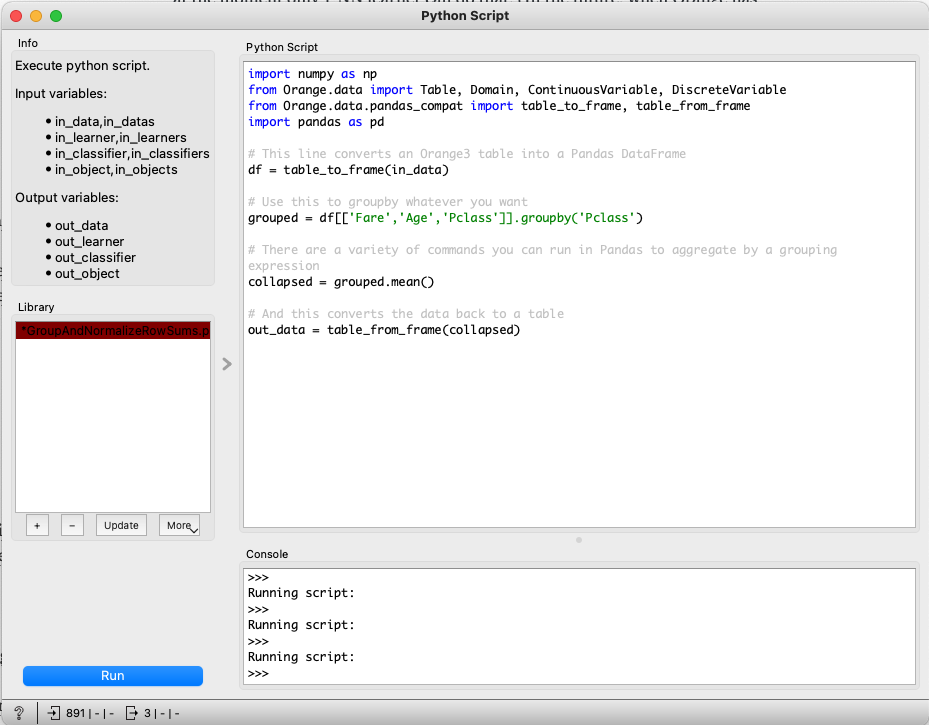 Python Script
Info
Execute python script.
Input variables:
• in_data,in_datas
• in_learner,in_learners
• in_classifier,in_classifiers
• in_object,in_objects
Output variables:
• out_data
• out_learner
• out_classifier
• out_object
Library
*GroupAndNormalizeRowSums.p
+
−
Update
More
Run
Python Script
import numpy as np
from Orange.data import Table, Domain, ContinuousVariable, DiscreteVariable
from Orange.data.pandas_compat import table_to_frame, table_from_frame
import pandas as pd
# This line converts an Orange3 table into a Pandas DataFrame
df = table_to_frame(in_data)
# Use this to groupby whatever you want
grouped = df[['Fare','Age','Pclass']].groupby('Pclass')
# There are a variety of commands you can run in Pandas to aggregate by a grouping
expression
collapsed = grouped.mean()
# And this converts the data back to a table
out_data = table_from_frame(collapsed)
Console
>>>
Running script:
>>>
Running script:
>>>
Running script:
>>>
? 891 | - | - 3 | - | -